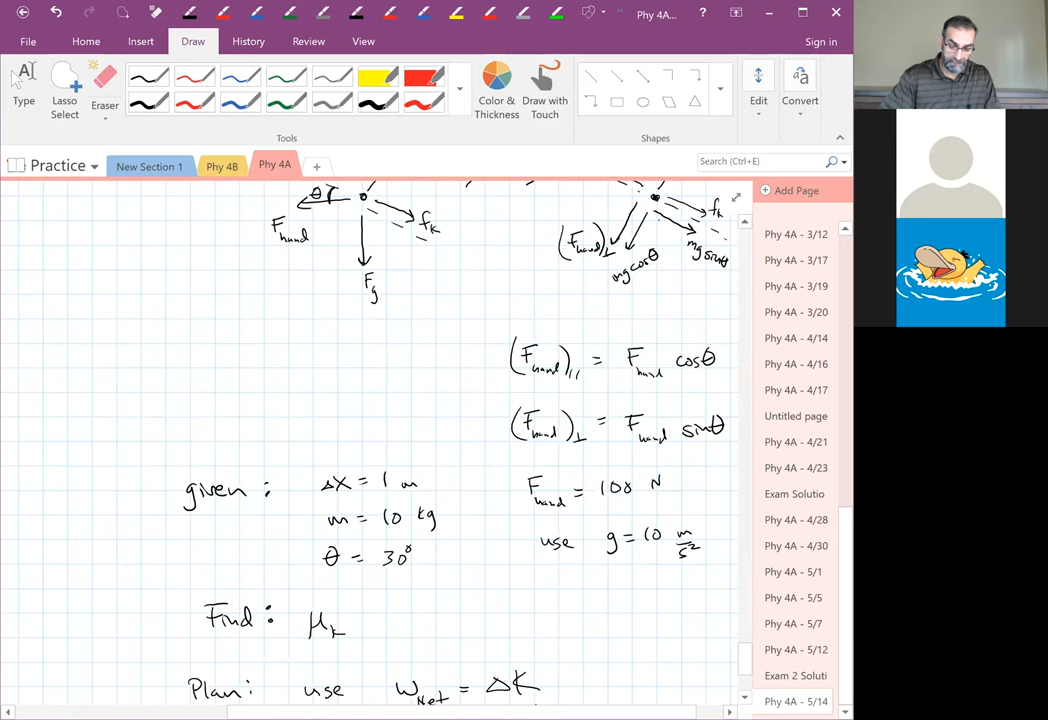 Phy 4A...
?
File
Home
Insert
Draw
History
Review
View
Sign in
Type
Lasso Select
Eraser
Color & Thickness
Draw with Touch
Edit
Convert
Tools
Shapes
Practice
New Section 1
Phy 4B
Phy 4A
+
Search (Ctrl+E)
Add Page
Phy 4A - 3/12
Phy 4A - 3/17
Phy 4A - 3/19
Phy 4A - 3/20
Phy 4A - 4/14
Phy 4A - 4/16
Phy 4A - 4/17
Untitled page
Phy 4A - 4/21
Phy 4A - 4/23
Exam Solutio
Phy 4A - 4/28
Phy 4A - 4/30
Phy 4A - 5/1
Phy 4A - 5/5
Phy 4A - 5/7
Phy 4A - 5/12
Exam 2 Soluti
Phy 4A - 5/14
θ
F_hand
f_k
F_g
(F_hand)_⊥
mg cosθ
mg sinθ
f_k
(F_hand)_∥ = F_hand cosθ
(F_hand)_⊥ = F_hand sinθ
given: Δx = 1 m
m = 10 kg
θ = 30°
F_hand = 100 N
use g = 10 m/s²
Find: μ_k
Plan: use W_Net = ΔK